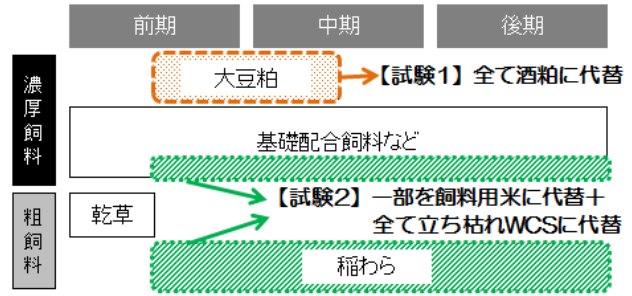 前期 中期 後期
濃厚飼料
大豆粕
【試験1】全て酒粕に代替
基礎配合飼料など
【試験2】一部を飼料用米に代替＋
全て立ち枯れWCSに代替
粗飼料
乾草
稲わら